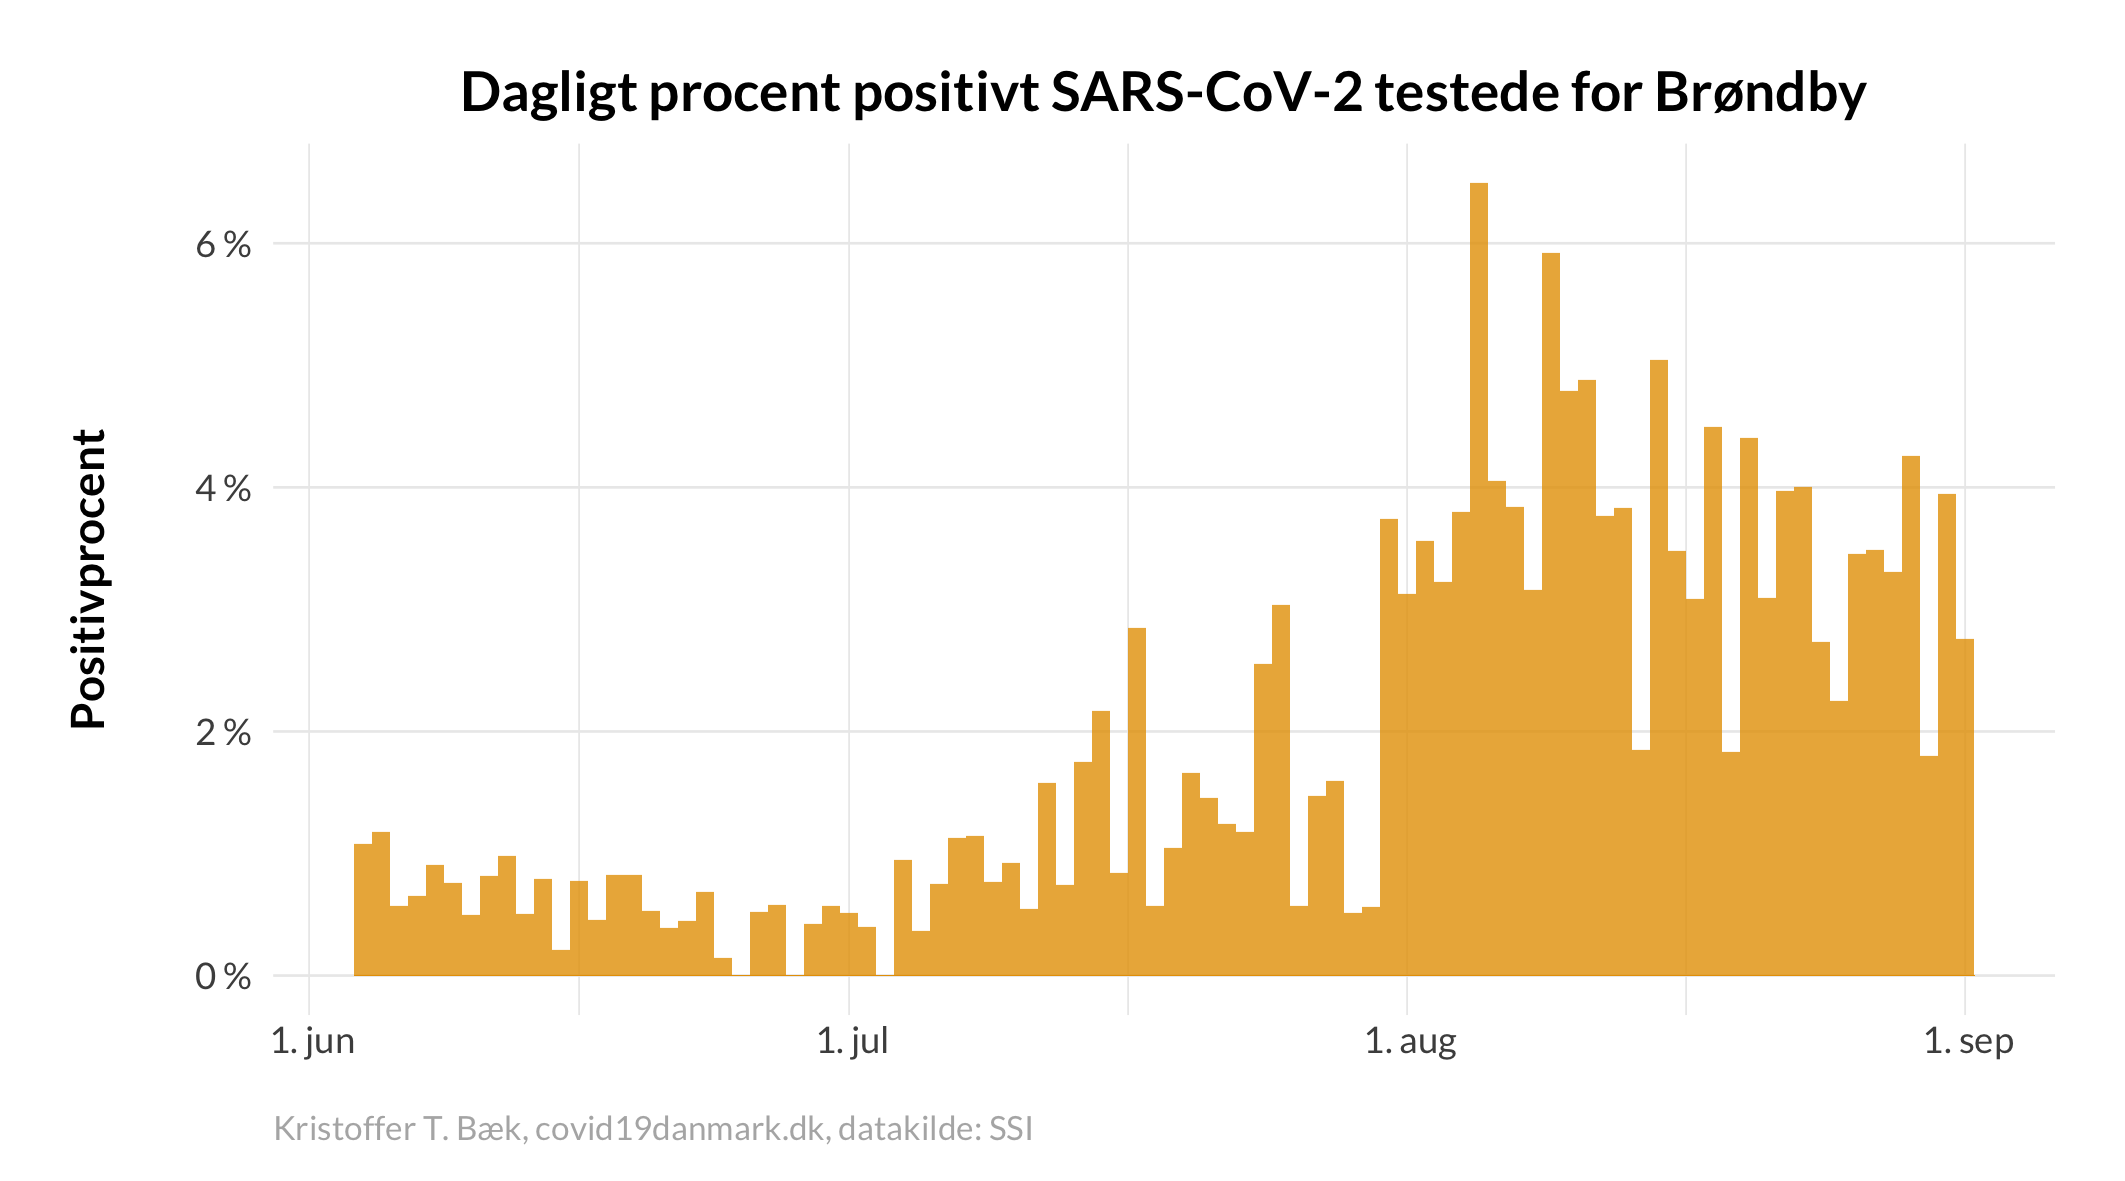 Dagligt procent positivt SARS-CoV-2 testede for Brøndby
Positivprocent
6 %
4 %
2 %
0 %
1. jun
1. jul
1. aug
1. sep
Kristoffer T. Bæk, covid19danmark.dk, datakilde: SSI